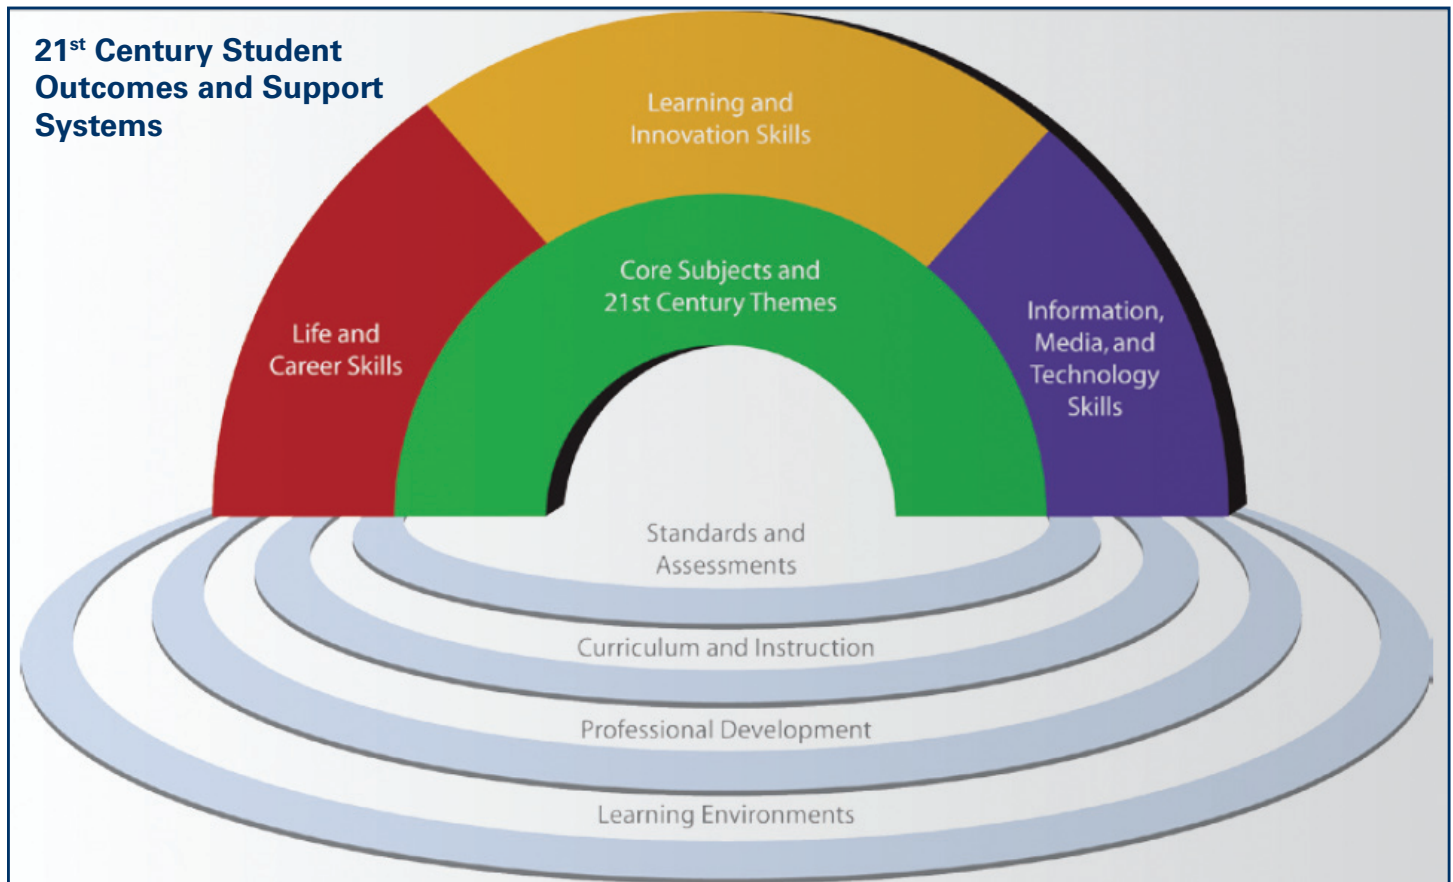 21st Century Student
Outcomes and Support
Systems
Learning and
Innovation Skills
Core Subjects and
21st Century Themes
Life and
Career Skills
Information,
Media, and
Technology
Skills
Standards and
Assessments
Curriculum and Instruction
Professional Development
Learning Environments